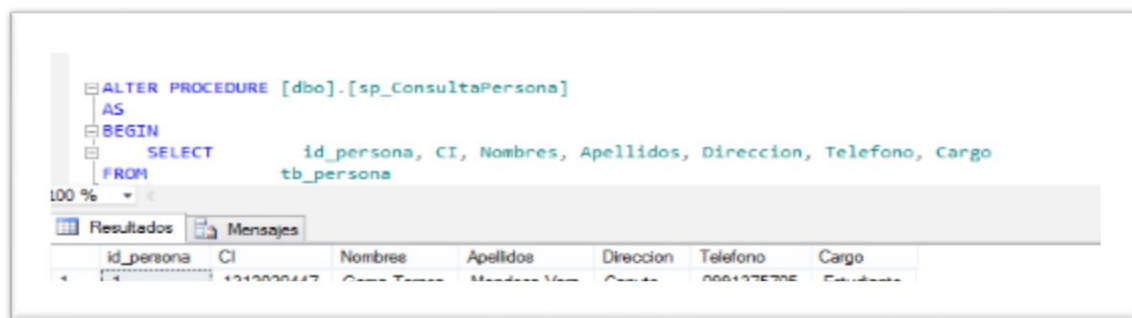 ALTER PROCEDURE [dbo].[sp_ConsultaPersona]
AS
BEGIN
SELECT id_persona, CI, Nombres, Apellidos, Direccion, Telefono, Cargo
FROM tb_persona
100 %
Resultados Mensajes
id_persona CI Nombres Apellidos Direccion Telefono Cargo
1 1